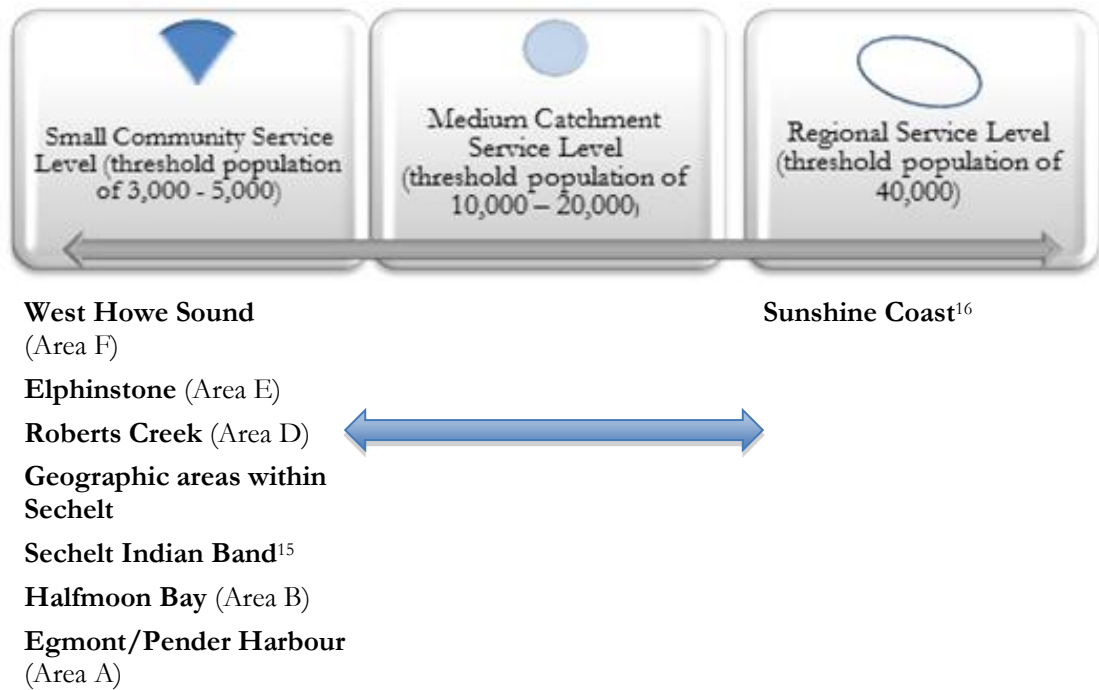 Small Community Service
Level (threshold population
of 3,000 - 5,000)
Medium Catchment
Service Level
(threshold population of
10,000 – 20,000)
Regional Service Level
(threshold population of
40,000)
West Howe Sound
(Area F)
Elphinstone (Area E)
Roberts Creek (Area D)
Geographic areas within
Sechelt
Sechelt Indian Band15
Halfmoon Bay (Area B)
Egmont/Pender Harbour
(Area A)
Sunshine Coast16